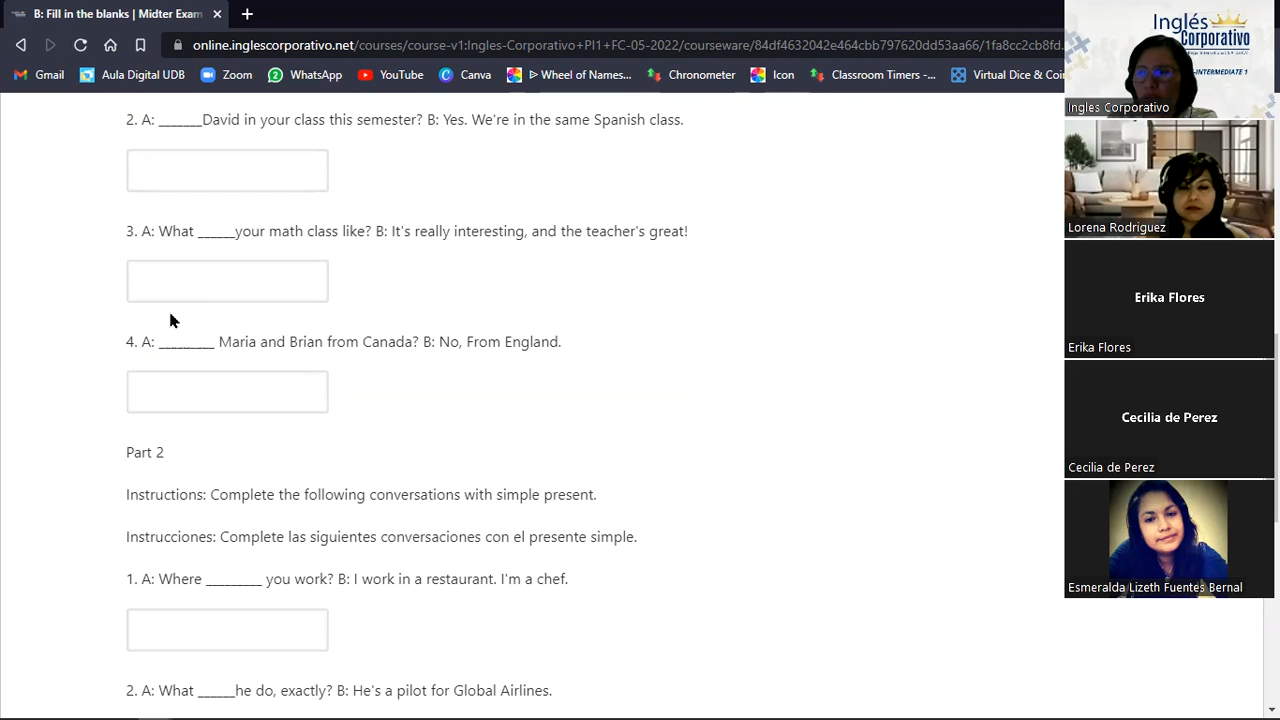 B: Fill in the blanks | Midter Exam
online.inglescorporativo.net/courses/course-v1:Ingles-Corporativo+PI1+FC-05-2022/courseware/84df4632042e464cbb797620dd53aa66/1fa8cc2cb8fd.
Gmail
Aula Digital UDB
Zoom
WhatsApp
YouTube
Canva
▷ Wheel of Names...
Chronometer
Icon
Classroom Timers -...
Virtual Dice & Coi
2. A: _______David in your class this semester? B: Yes. We're in the same Spanish class.
3. A: What ______your math class like? B: It's really interesting, and the teacher's great!
4. A: _________ Maria and Brian from Canada? B: No, From England.
Part 2
Instructions: Complete the following conversations with simple present.
Instrucciones: Complete las siguientes conversaciones con el presente simple.
1. A: Where _________ you work? B: I work in a restaurant. I'm a chef.
2. A: What ______he do, exactly? B: He's a pilot for Global Airlines.
Inglés
Corporativo
-INTERMEDIATE 1
Ingles Corporativo
Lorena Rodriguez
Erika Flores
Erika Flores
Cecilia de Perez
Cecilia de Perez
Esmeralda Lizeth Fuentes Bernal